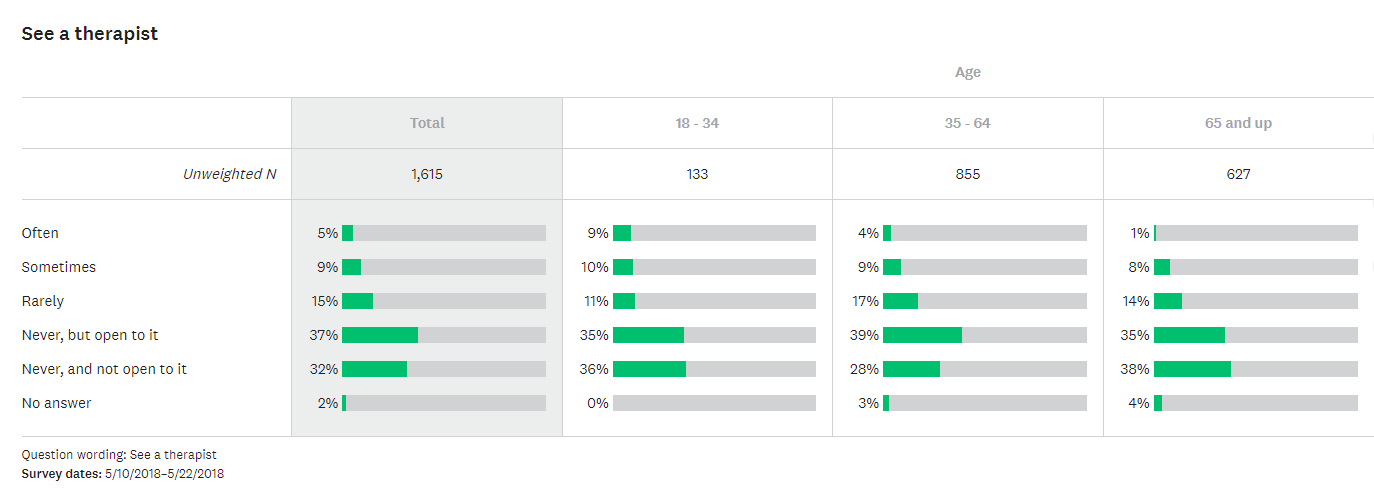 See a therapist
Age
Total 18 - 34 35 - 64 65 and up
Unweighted N 1,615 133 855 627
Often 5% 9% 4% 1%
Sometimes 9% 10% 9% 8%
Rarely 15% 11% 17% 14%
Never, but open to it 37% 35% 39% 35%
Never, and not open to it 32% 36% 28% 38%
No answer 2% 0% 3% 4%
Question wording: See a therapist
Survey dates: 5/10/2018–5/22/2018